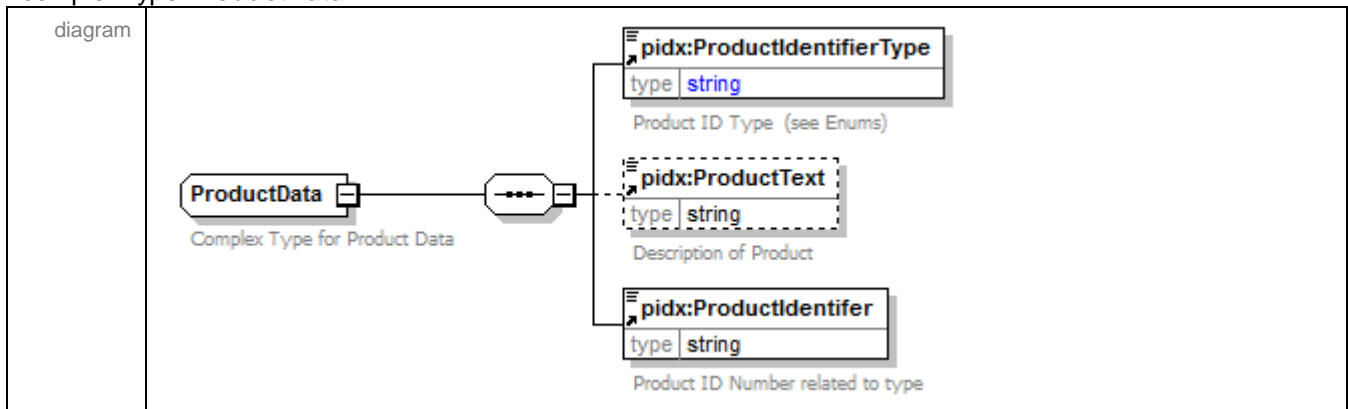 diagram
pidx:ProductIdentifierType
type string
Product ID Type (see Enums)
pidx:ProductText
type string
Description of Product
ProductData
Complex Type for Product Data
pidx:ProductIdentifer
type string
Product ID Number related to type